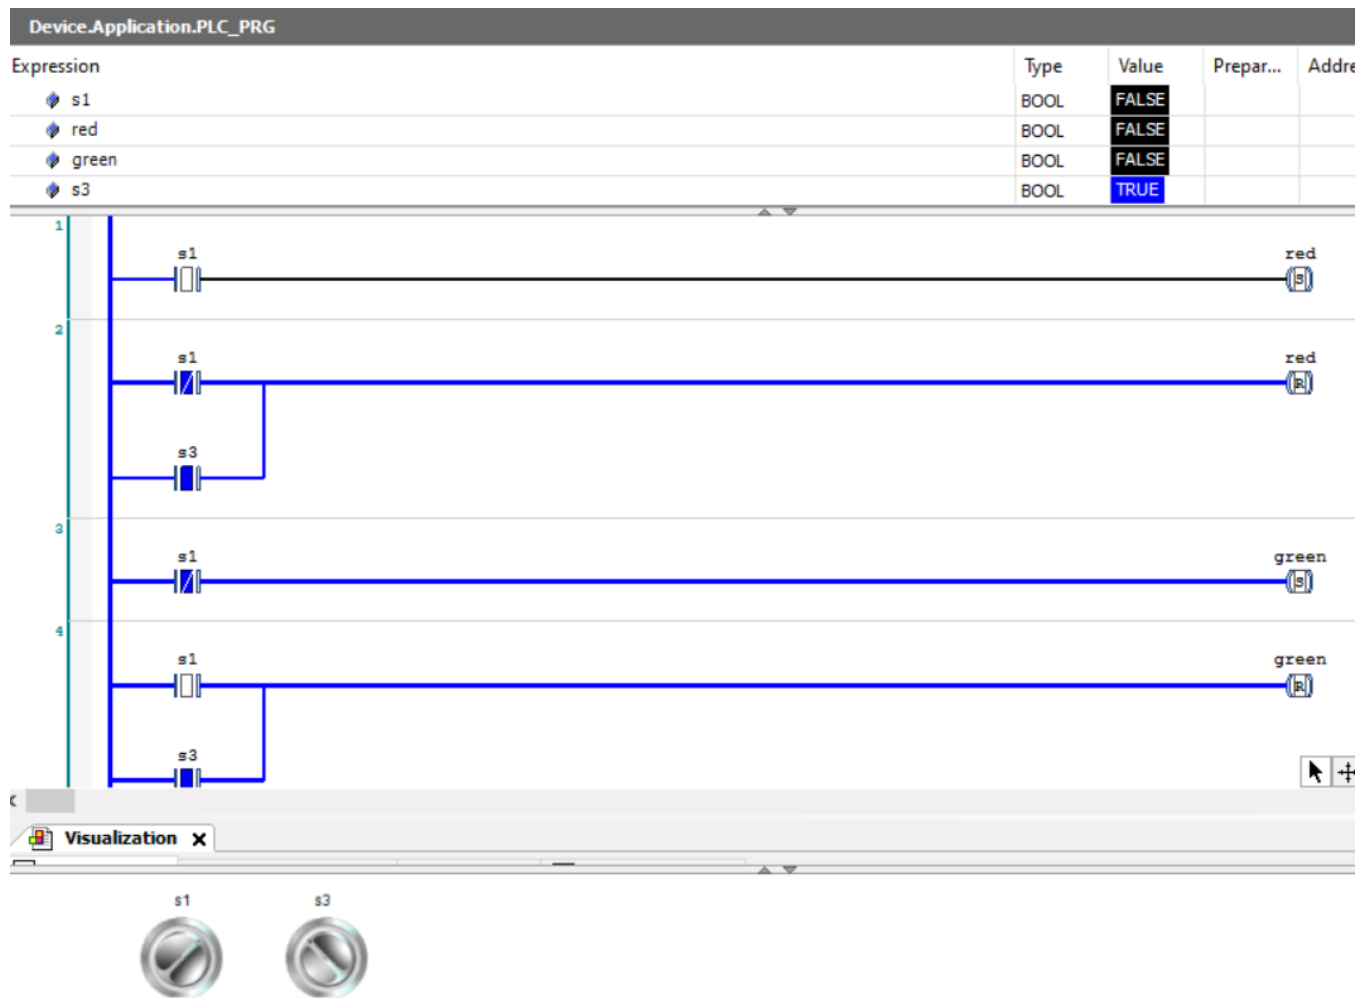 Device.Application.PLC_PRG
Expression Type Value Prepar... Addre
s1 BOOL FALSE
red BOOL FALSE
green BOOL FALSE
s3 BOOL TRUE
1
s1 red
S
2
s1 red
R
s3
3
s1 green
S
4
s1 green
R
s3
Visualization x
s1 s3